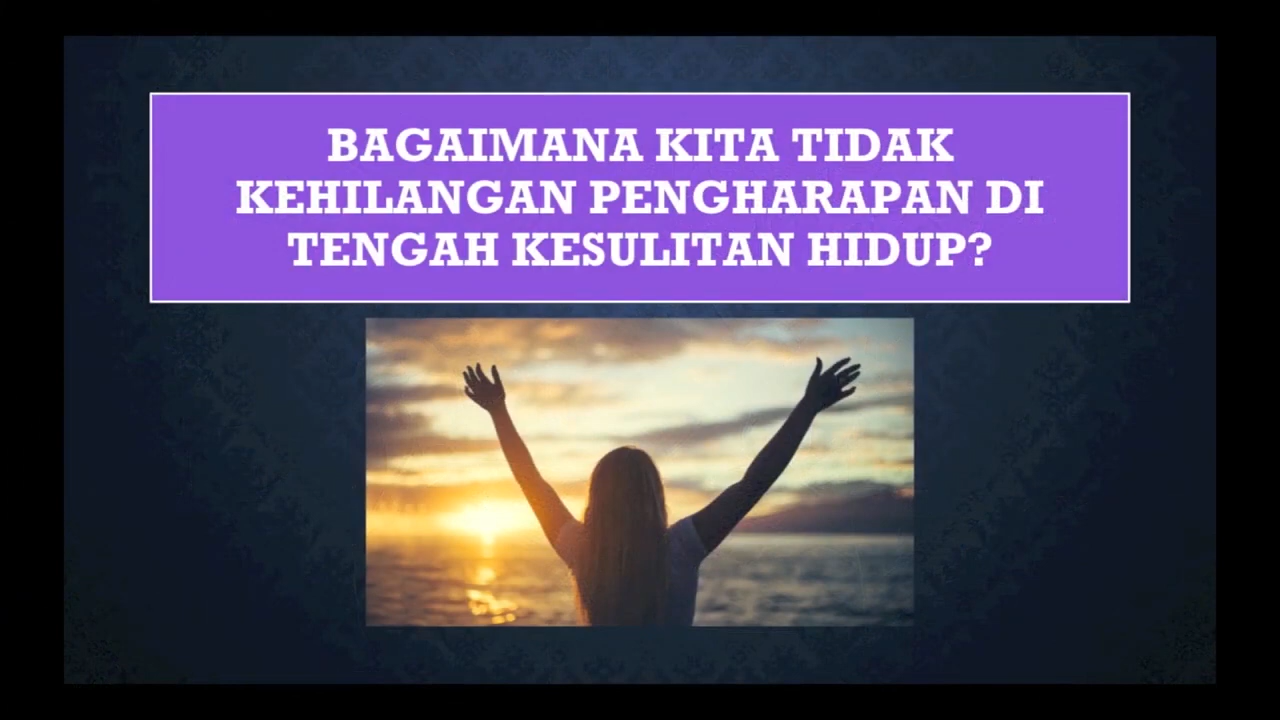 BAGAIMANA KITA TIDAK
KEHILANGAN PENGHARAPAN DI
TENGAH KESULITAN HIDUP?